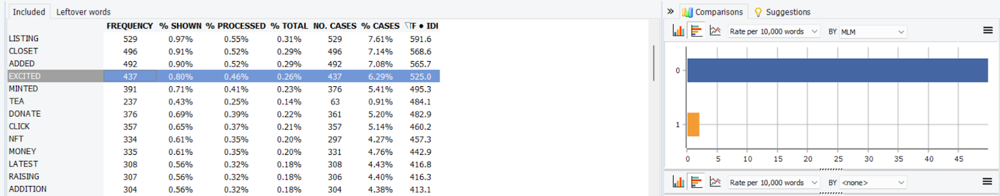 Included Leftover words
FREQUENCY % SHOWN % PROCESSED % TOTAL NO. CASES % CASES TF • IDF
LISTING 529 0.97% 0.55% 0.31% 529 7.61% 591.6
CLOSET 496 0.91% 0.52% 0.29% 496 7.14% 568.6
ADDED 492 0.90% 0.52% 0.29% 492 7.08% 565.7
EXCITED 437 0.80% 0.46% 0.26% 437 6.29% 525.0
MINTED 391 0.71% 0.41% 0.23% 376 5.41% 495.3
TEA 237 0.43% 0.25% 0.14% 63 0.91% 484.1
DONATE 376 0.69% 0.39% 0.22% 361 5.20% 482.9
CLICK 357 0.65% 0.37% 0.21% 357 5.14% 460.2
NFT 334 0.61% 0.35% 0.20% 297 4.27% 457.3
MONEY 335 0.61% 0.35% 0.20% 331 4.76% 442.9
LATEST 308 0.56% 0.32% 0.18% 308 4.43% 416.8
RAISING 307 0.56% 0.32% 0.18% 306 4.40% 416.3
ADDITION 304 0.56% 0.32% 0.18% 304 4.38% 413.1
» Comparisons Suggestions
Rate per 10,000 words BY MLM
0
1
0 5 10 15 20 25 30 35 40 45
Rate per 10,000 words BY <none>